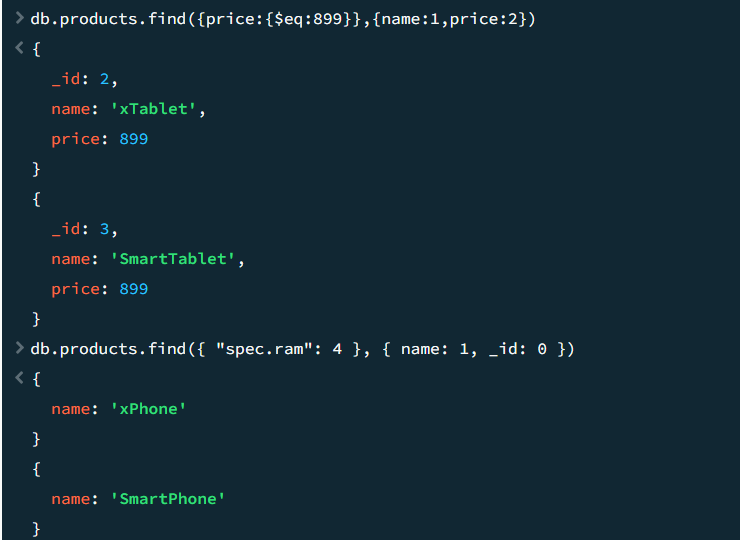 > db.products.find({price:{$eq:899}},{name:1,price:2})
< {
_id: 2,
name: 'xTablet',
price: 899
}
{
_id: 3,
name: 'SmartTablet',
price: 899
}
> db.products.find({ "spec.ram": 4 }, { name: 1, _id: 0 })
< {
name: 'xPhone'
}
{
name: 'SmartPhone'
}